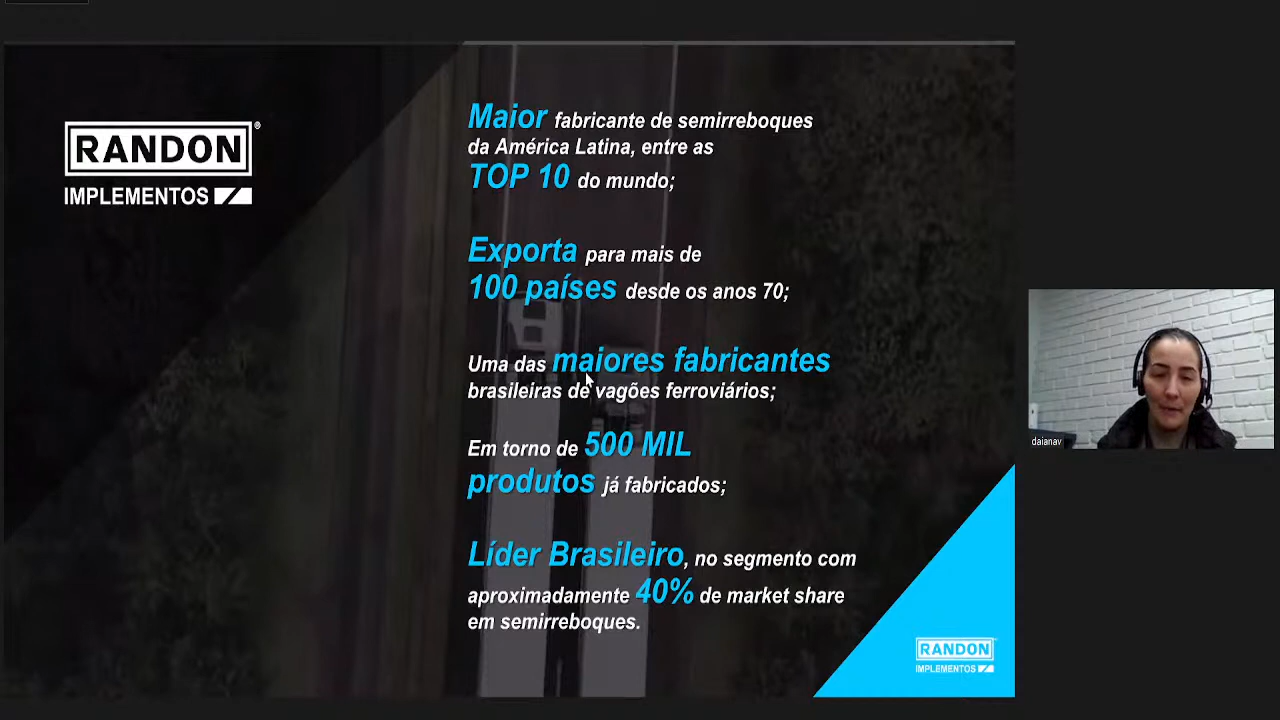 RANDON®
IMPLEMENTOS
Maior fabricante de semirreboques
da América Latina, entre as
TOP 10 do mundo;
Exporta para mais de
100 países desde os anos 70;
Uma das maiores fabricantes
brasileiras de vagões ferroviários;
Em torno de 500 MIL
produtos já fabricados;
Líder Brasileiro, no segmento com
aproximadamente 40% de market share
em semirreboques.
daianav
RANDON
IMPLEMENTOS